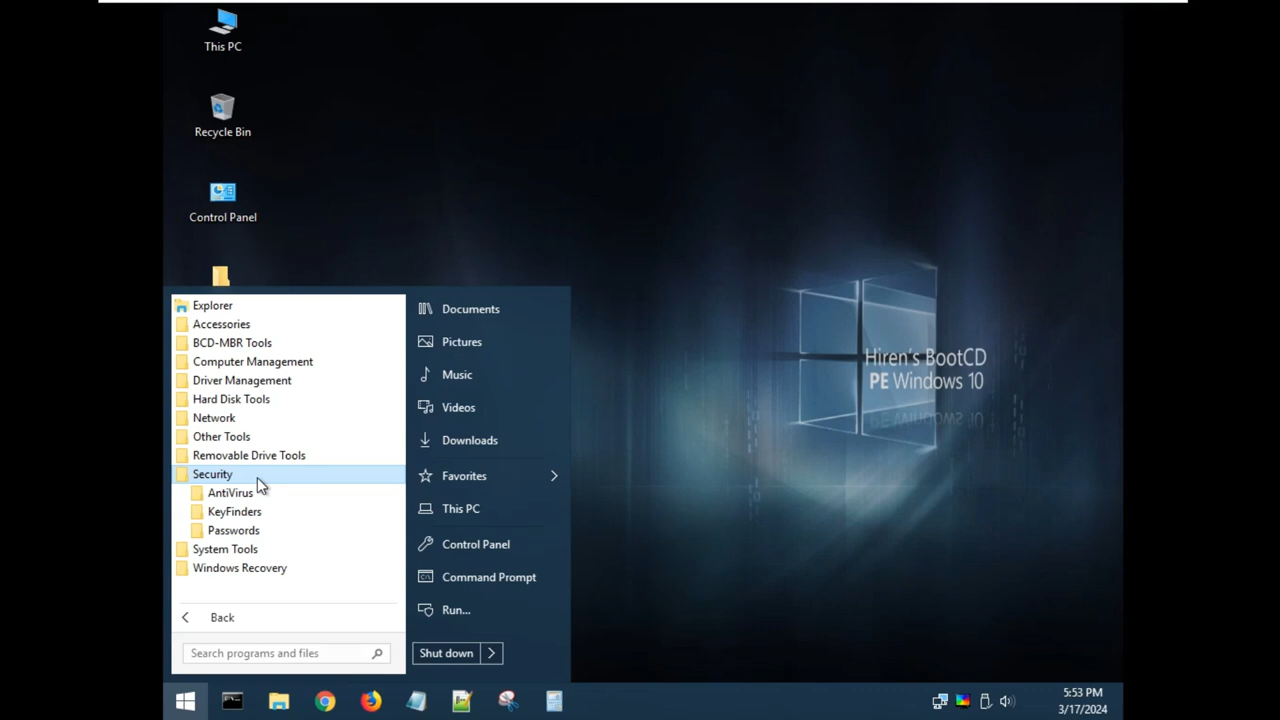 This PC
Recycle Bin
Control Panel
Explorer
Accessories
BCD-MBR Tools
Computer Management
Driver Management
Hard Disk Tools
Network
Other Tools
Removable Drive Tools
Security
AntiVirus
KeyFinders
Passwords
System Tools
Windows Recovery
Back
Search programs and files
Documents
Pictures
Music
Videos
Downloads
Favorites
This PC
Control Panel
Command Prompt
Run...
Shut down
Hiren's BootCD
PE Windows 10
5:53 PM
3/17/2024